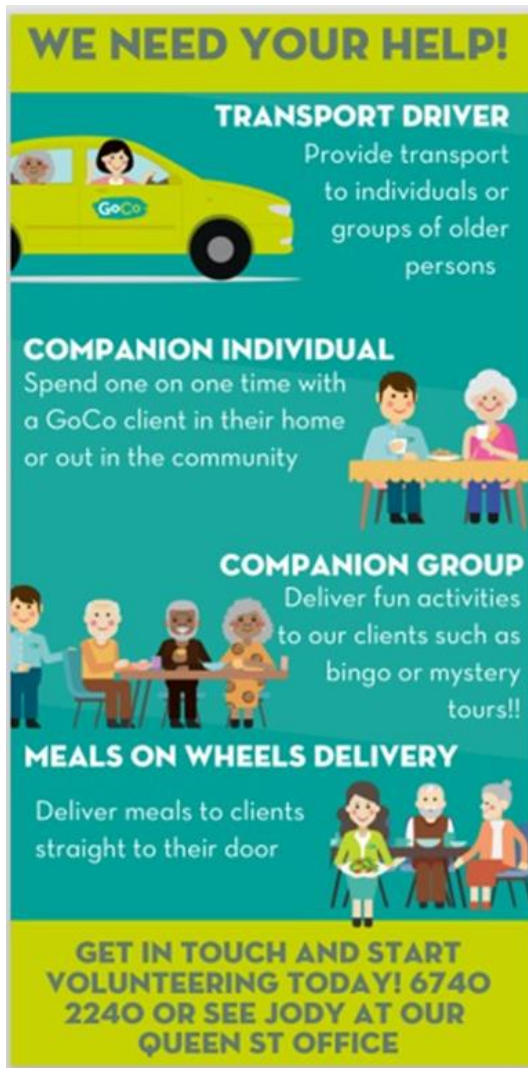 WE NEED YOUR HELP!
TRANSPORT DRIVER
Provide transport
to individuals or
groups of older
persons
GoCo
COMPANION INDIVIDUAL
Spend one on one time with
a GoCo client in their home
or out in the community
COMPANION GROUP
Deliver fun activities
to our clients such as
bingo or mystery
tours!!
MEALS ON WHEELS DELIVERY
Deliver meals to clients
straight to their door
GET IN TOUCH AND START
VOLUNTEERING TODAY! 6740
2240 OR SEE JODY AT OUR
QUEEN ST OFFICE